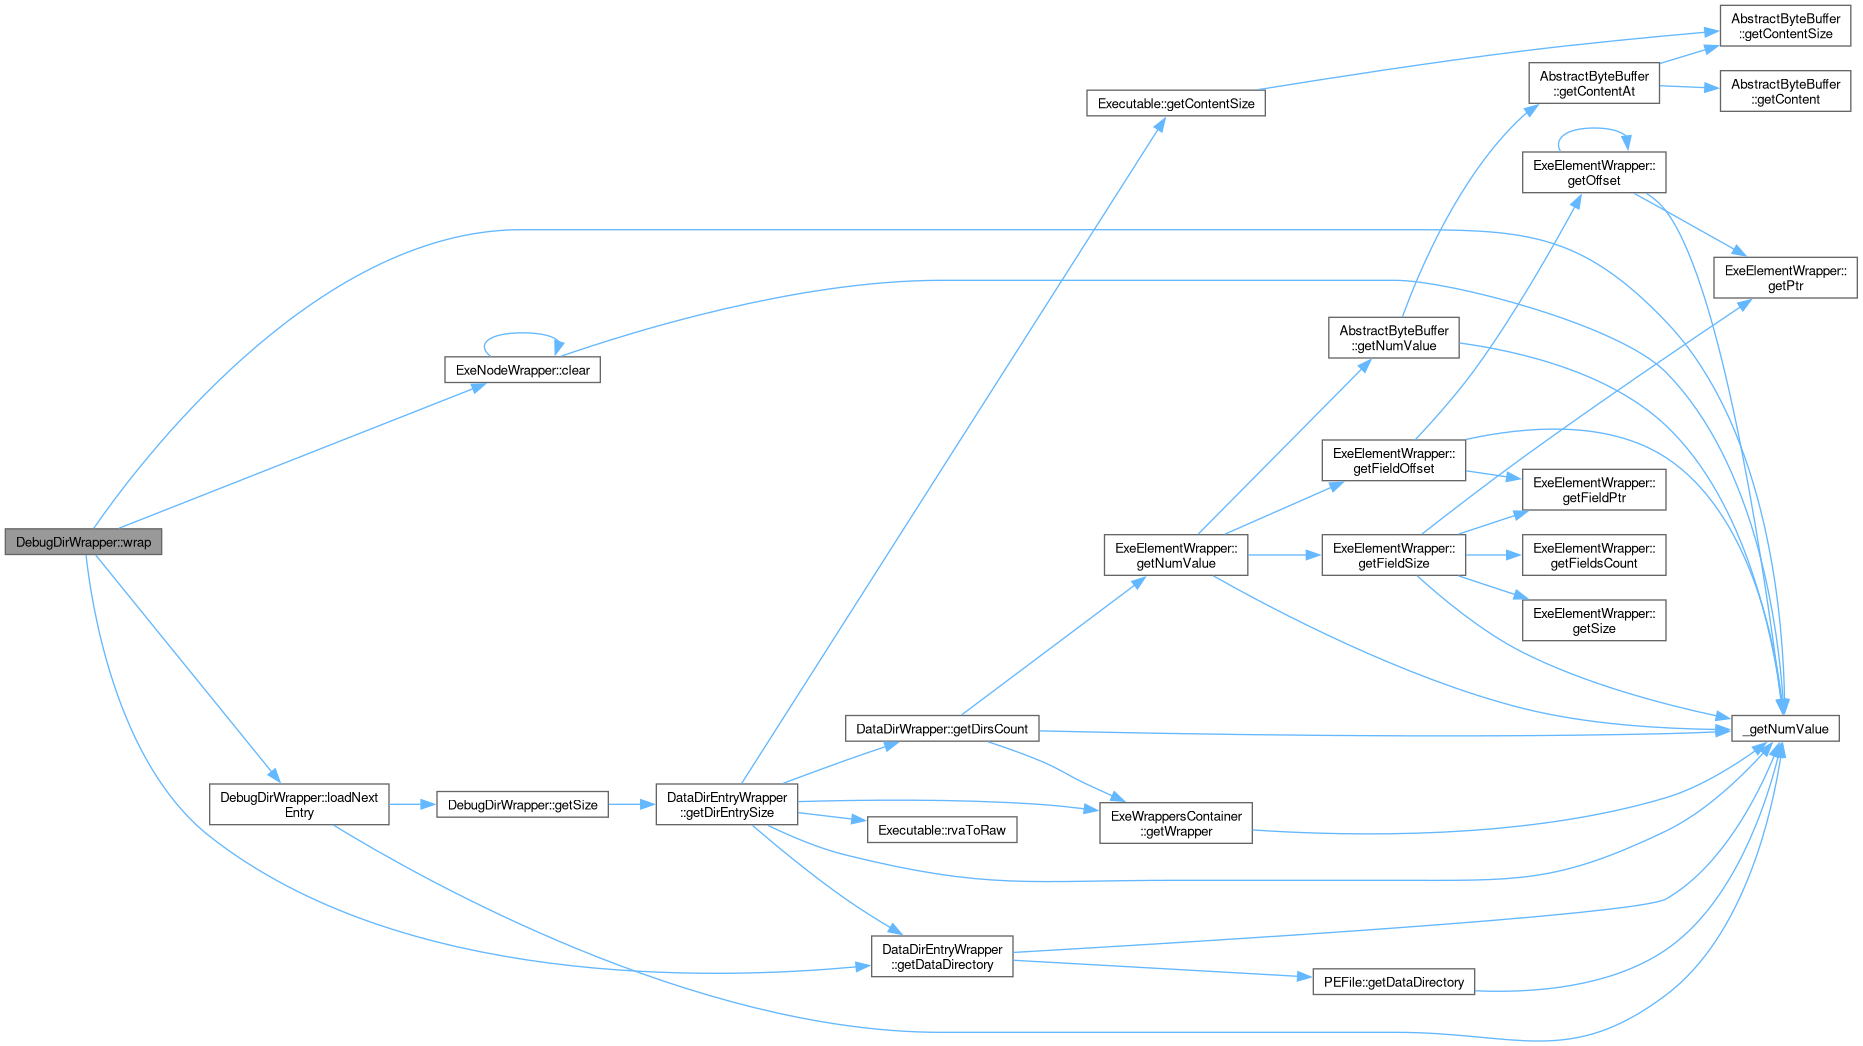 DebugDirWrapper::wrap
ExeNodeWrapper::clear
DebugDirWrapper::loadNext
Entry
DebugDirWrapper::getSize
DataDirEntryWrapper
::getDirEntrySize
Executable::getContentSize
DataDirWrapper::getDirsCount
Executable::rvaToRaw
DataDirEntryWrapper
::getDataDirectory
ExeElementWrapper::
getNumValue
ExeWrappersContainer
::getWrapper
AbstractByteBuffer
::getNumValue
ExeElementWrapper::
getFieldOffset
ExeElementWrapper::
getFieldSize
PEFile::getDataDirectory
AbstractByteBuffer
::getContentAt
ExeElementWrapper::
getOffset
ExeElementWrapper::
getFieldPtr
ExeElementWrapper::
getFieldsCount
ExeElementWrapper::
getSize
AbstractByteBuffer
::getContentSize
AbstractByteBuffer
::getContent
ExeElementWrapper::
getPtr
_getNumValue